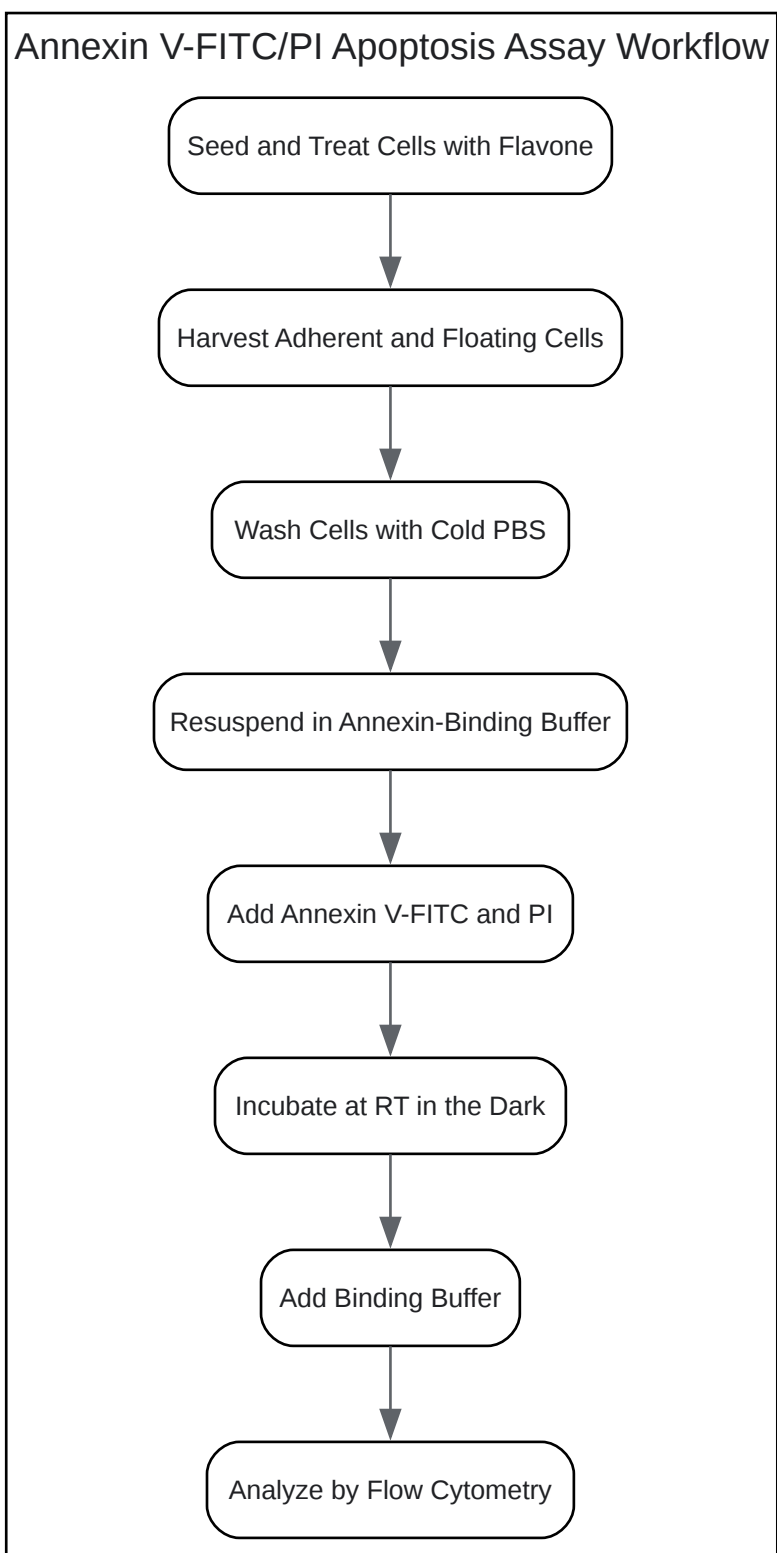 Annexin V-FITC/PI Apoptosis Assay Workflow
Seed and Treat Cells with Flavone
Harvest Adherent and Floating Cells
Wash Cells with Cold PBS
Resuspend in Annexin-Binding Buffer
Add Annexin V-FITC and PI
Incubate at RT in the Dark
Add Binding Buffer
Analyze by Flow Cytometry